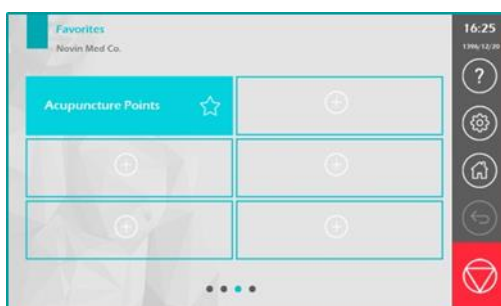 Favorites
Novin Med Co.
16:25
1396/12/20
Acupuncture Points
?